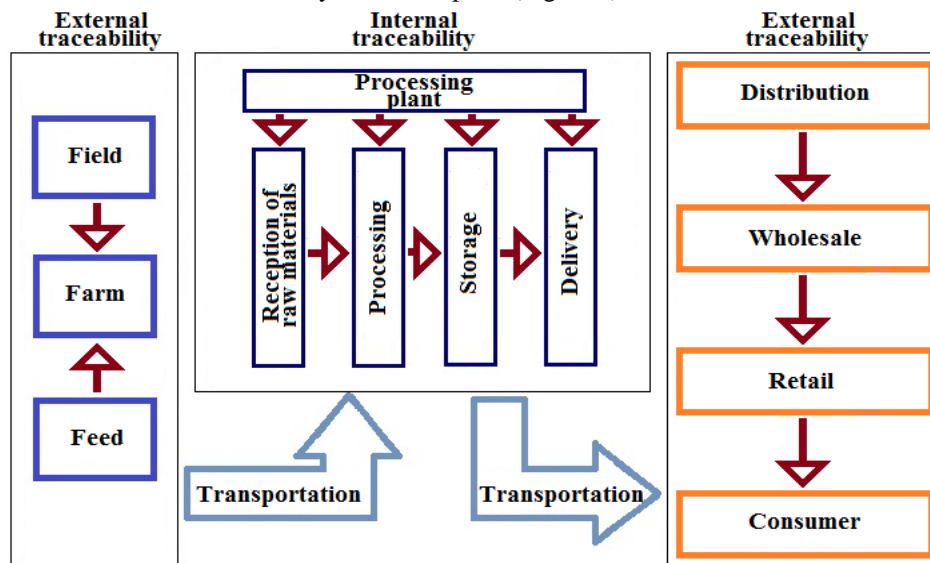 External
traceability
Internal
traceability
External
traceability
Field
Farm
Feed
Processing
plant
Reception of
raw materials
Processing
Storage
Delivery
Transportation
Transportation
Distribution
Wholesale
Retail
Consumer